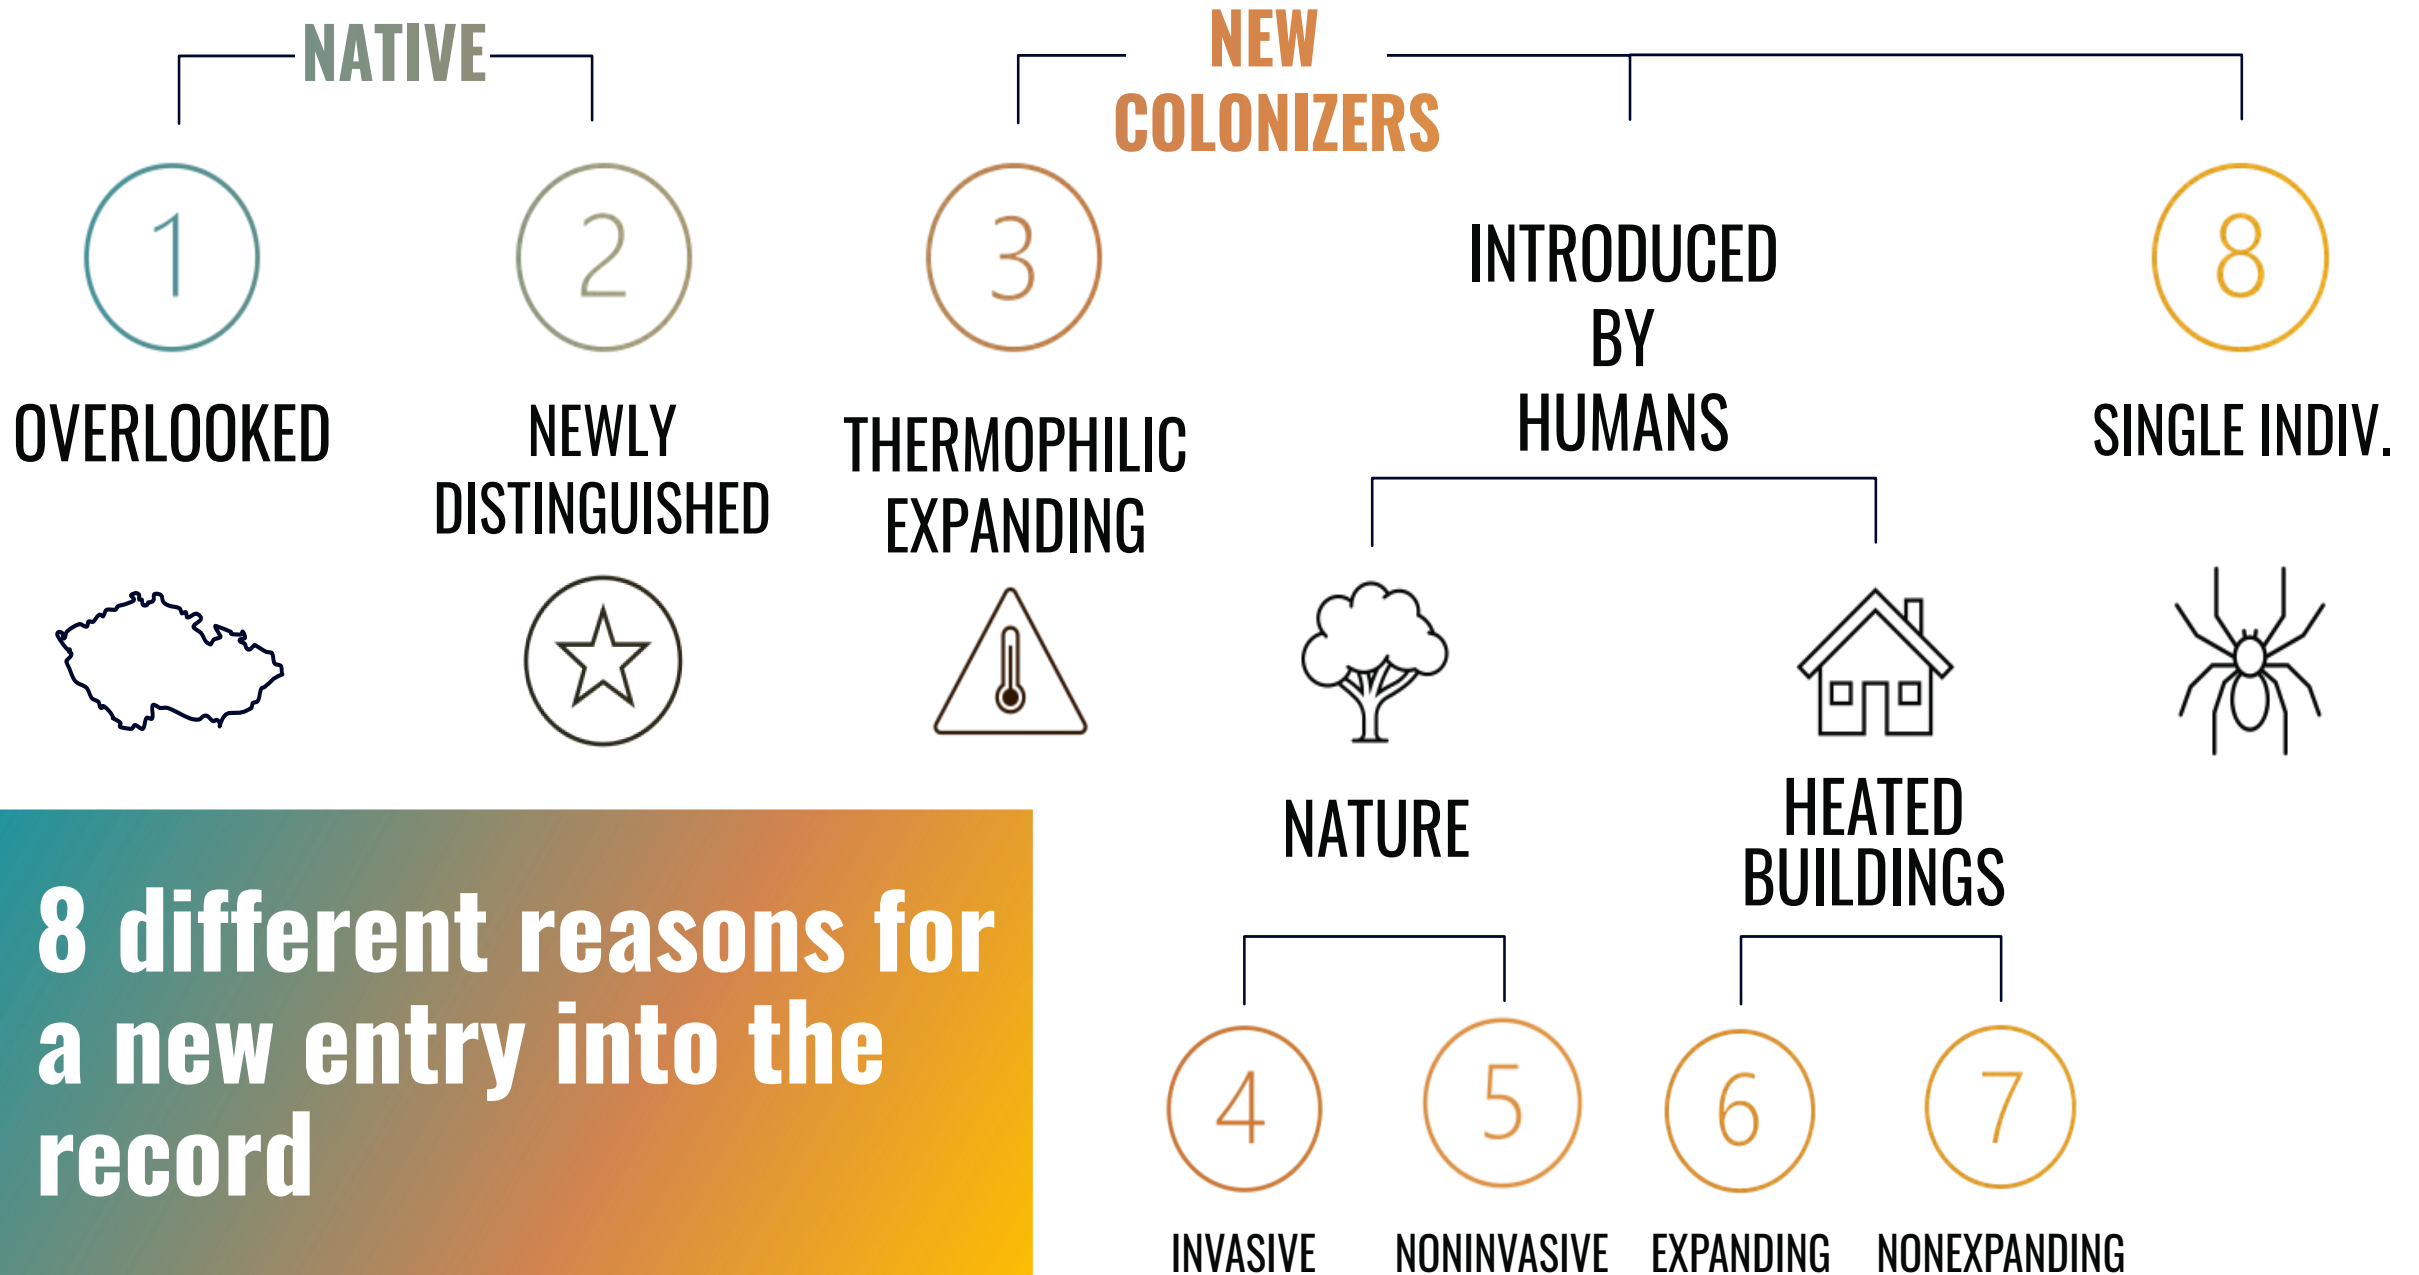 NATIVE
NEW
COLONIZERS
1
2
3
8
OVERLOOKED
NEWLY
DISTINGUISHED
THERMOPHILIC
EXPANDING
INTRODUCED
BY
HUMANS
SINGLE INDIV.
NATURE
HEATED
BUILDINGS
4
5
6
7
INVASIVE
NONINVASIVE
EXPANDING
NONEXPANDING
8 different reasons for
a new entry into the
record